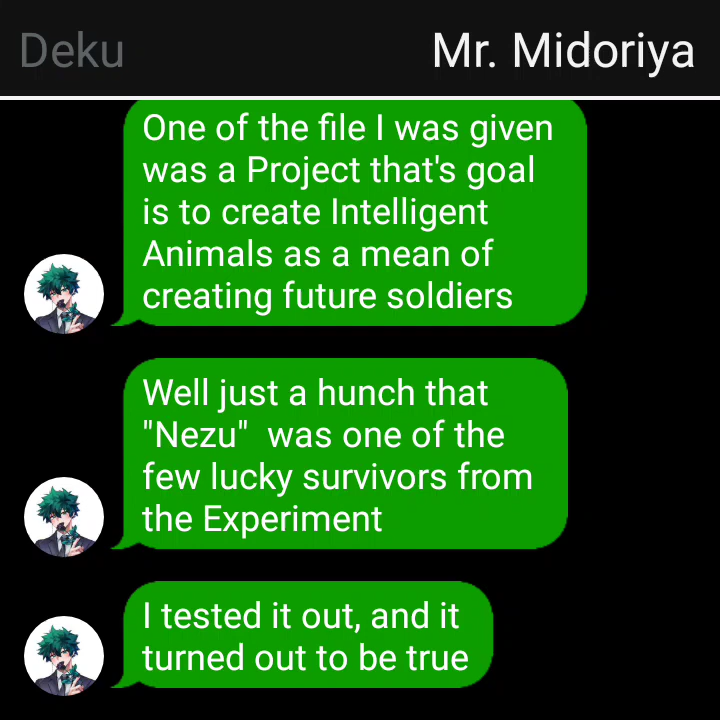 Deku Mr. Midoriya
One of the file I was given
was a Project that's goal
is to create Intelligent
Animals as a mean of
creating future soldiers
Well just a hunch that
"Nezu"  was one of the
few lucky survivors from
the Experiment
I tested it out, and it
turned out to be true